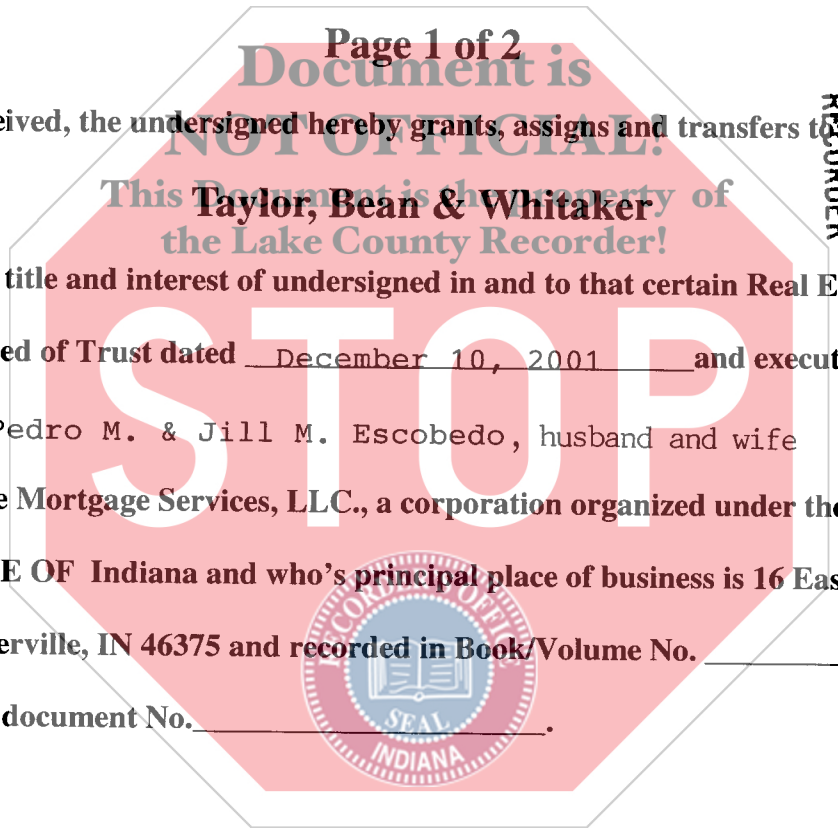 Page 1 of 2
Document is
eived, the undersigned hereby grants, assigns and transfers to
NOT OFFICIAL!
This Document is the property of
Taylor, Bean & Whitaker
the Lake County Recorder!
title and interest of undersigned in and to that certain Real E
ed of Trust dated December 10, 2001 and execut
Pedro M. & Jill M. Escobedo, husband and wife
STOP
e Mortgage Services, LLC., a corporation organized under the
E OF Indiana and who's principal place of business is 16 Eas
erville, IN 46375 and recorded in Book/Volume No.
document No. .
RECORDER'S OFFICE
SEAL
INDIANA
RECORDER